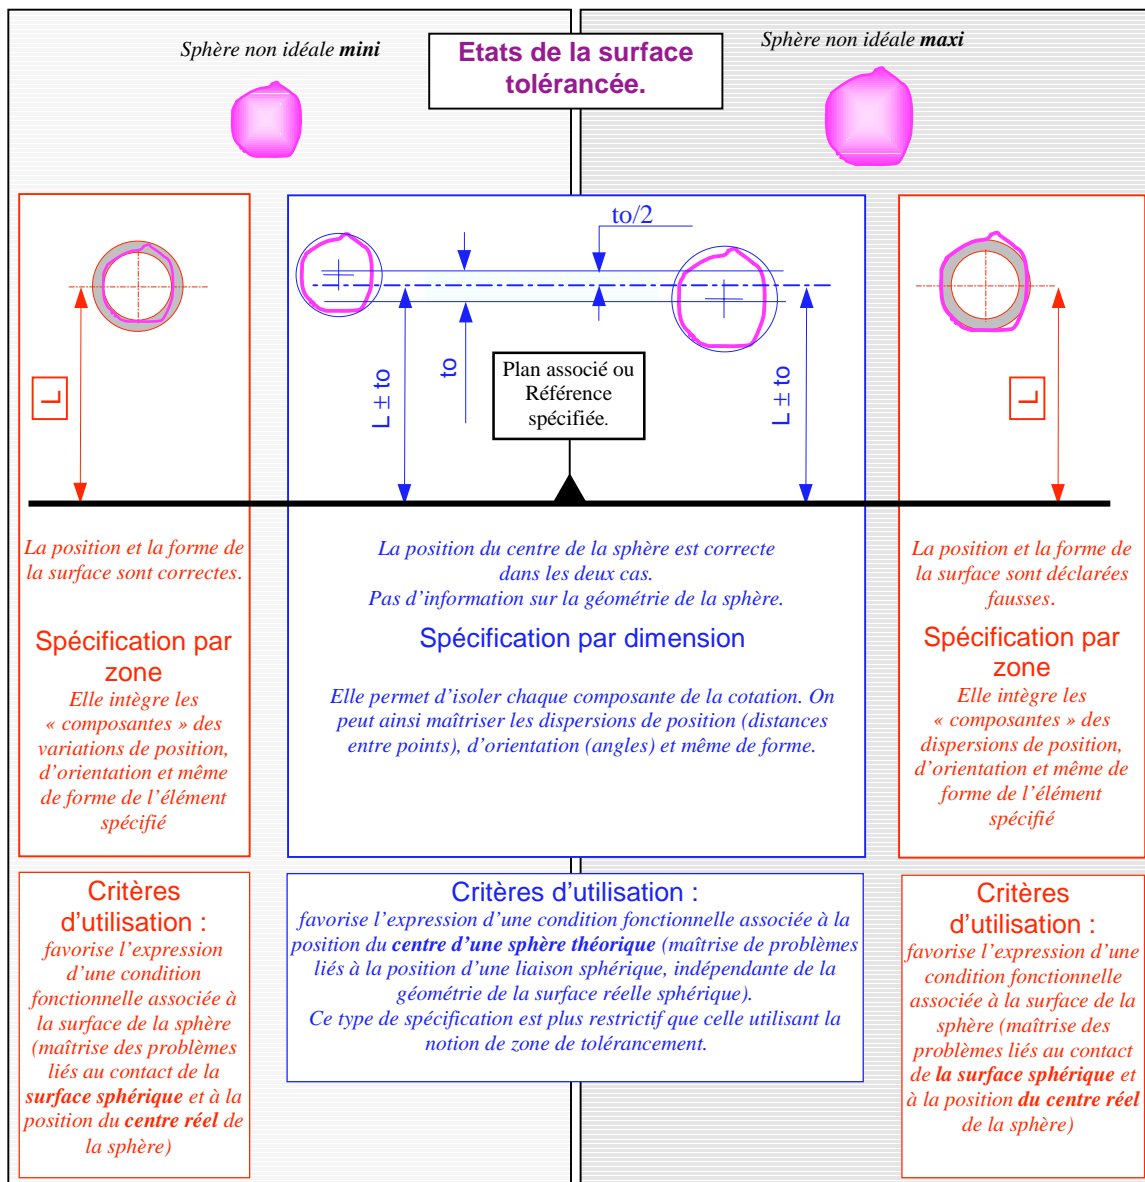 Sphère non idéale mini
Etats de la surface
tolérancée.
Sphère non idéale maxi
L
to/2
to
L ± to
L ± to
Plan associé ou
Référence
spécifiée.
L
La position et la forme de
la surface sont correctes.
Spécification par
zone
Elle intègre les
« composantes » des
variations de position,
d’orientation et même
de forme de l’élément
spécifié
La position du centre de la sphère est correcte
dans les deux cas.
Pas d’information sur la géométrie de la sphère.
Spécification par dimension
Elle permet d’isoler chaque composante de la cotation. On
peut ainsi maîtriser les dispersions de position (distances
entre points), d’orientation (angles) et même de forme.
La position et la forme de
la surface sont déclarées
fausses.
Spécification par
zone
Elle intègre les
« composantes » des
dispersions de position,
d’orientation et même de
forme de l’élément
spécifié
Critères
d’utilisation :
favorise l’expression
d’une condition
fonctionnelle associée à
la surface de la sphère
(maîtrise des problèmes
liés au contact de la
surface sphérique et à la
position du centre réel de
la sphère)
Critères d’utilisation :
favorise l’expression d’une condition fonctionnelle associée à la
position du centre d’une sphère théorique (maîtrise de problèmes
liés à la position d’une liaison sphérique, indépendante de la
géométrie de la surface réelle sphérique).
Ce type de spécification est plus restrictif que celle utilisant la
notion de zone de tolérancement.
Critères
d’utilisation :
favorise l’expression d’une
condition fonctionnelle
associée à la surface de la
sphère (maîtrise des
problèmes liés au contact
de la surface sphérique et
à la position du centre réel
de la sphère)